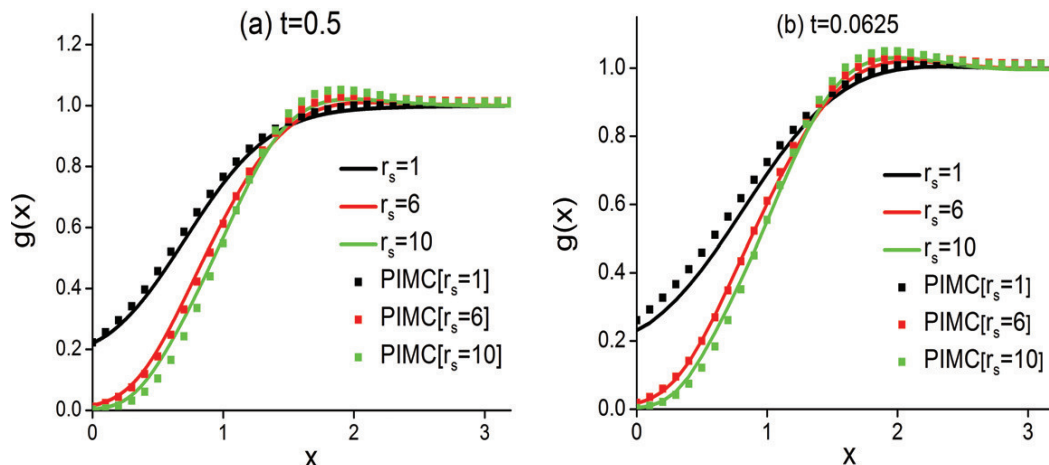 (a) t=0.5
1.2
1.0
0.8
0.6
0.4
0.2
0.0
g(x)
r_s=1
r_s=6
r_s=10
PIMC[r_s=1]
PIMC[r_s=6]
PIMC[r_s=10]
0 1 2 3
x
(b) t=0.0625
1.0
0.8
0.6
0.4
0.2
0.0
g(x)
r_s=1
r_s=6
r_s=10
PIMC[r_s=1]
PIMC[r_s=6]
PIMC[r_s=10]
0 1 2 3
x